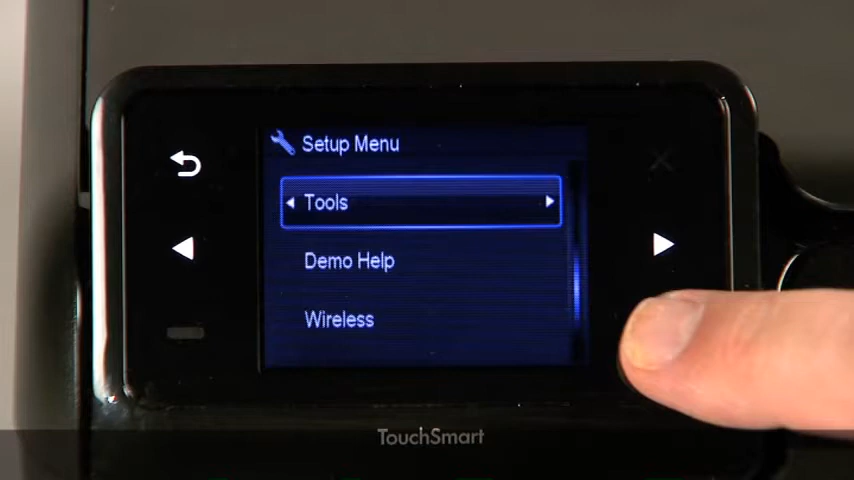 Setup Menu
Tools
Demo Help
Wireless
TouchSmart